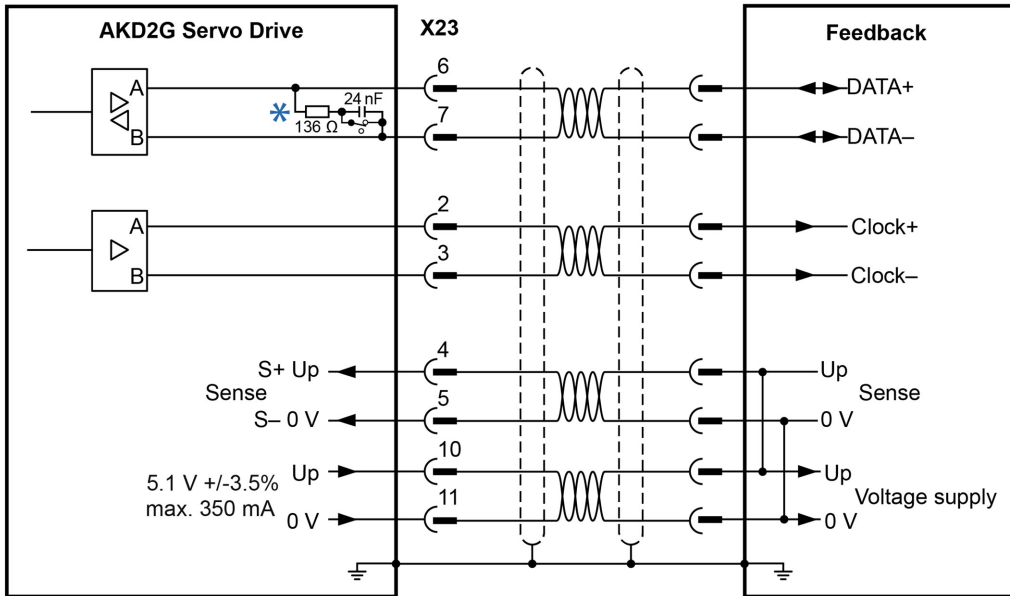 AKD2G Servo Drive
X23
Feedback
A
B
*
136 Ω
24 nF
6
7
DATA+
DATA–
A
B
2
3
Clock+
Clock–
S+ Up
Sense
S– 0 V
4
5
Up
Sense
0 V
5.1 V +/-3.5%
max. 350 mA
Up
0 V
10
11
Up
Voltage supply
0 V